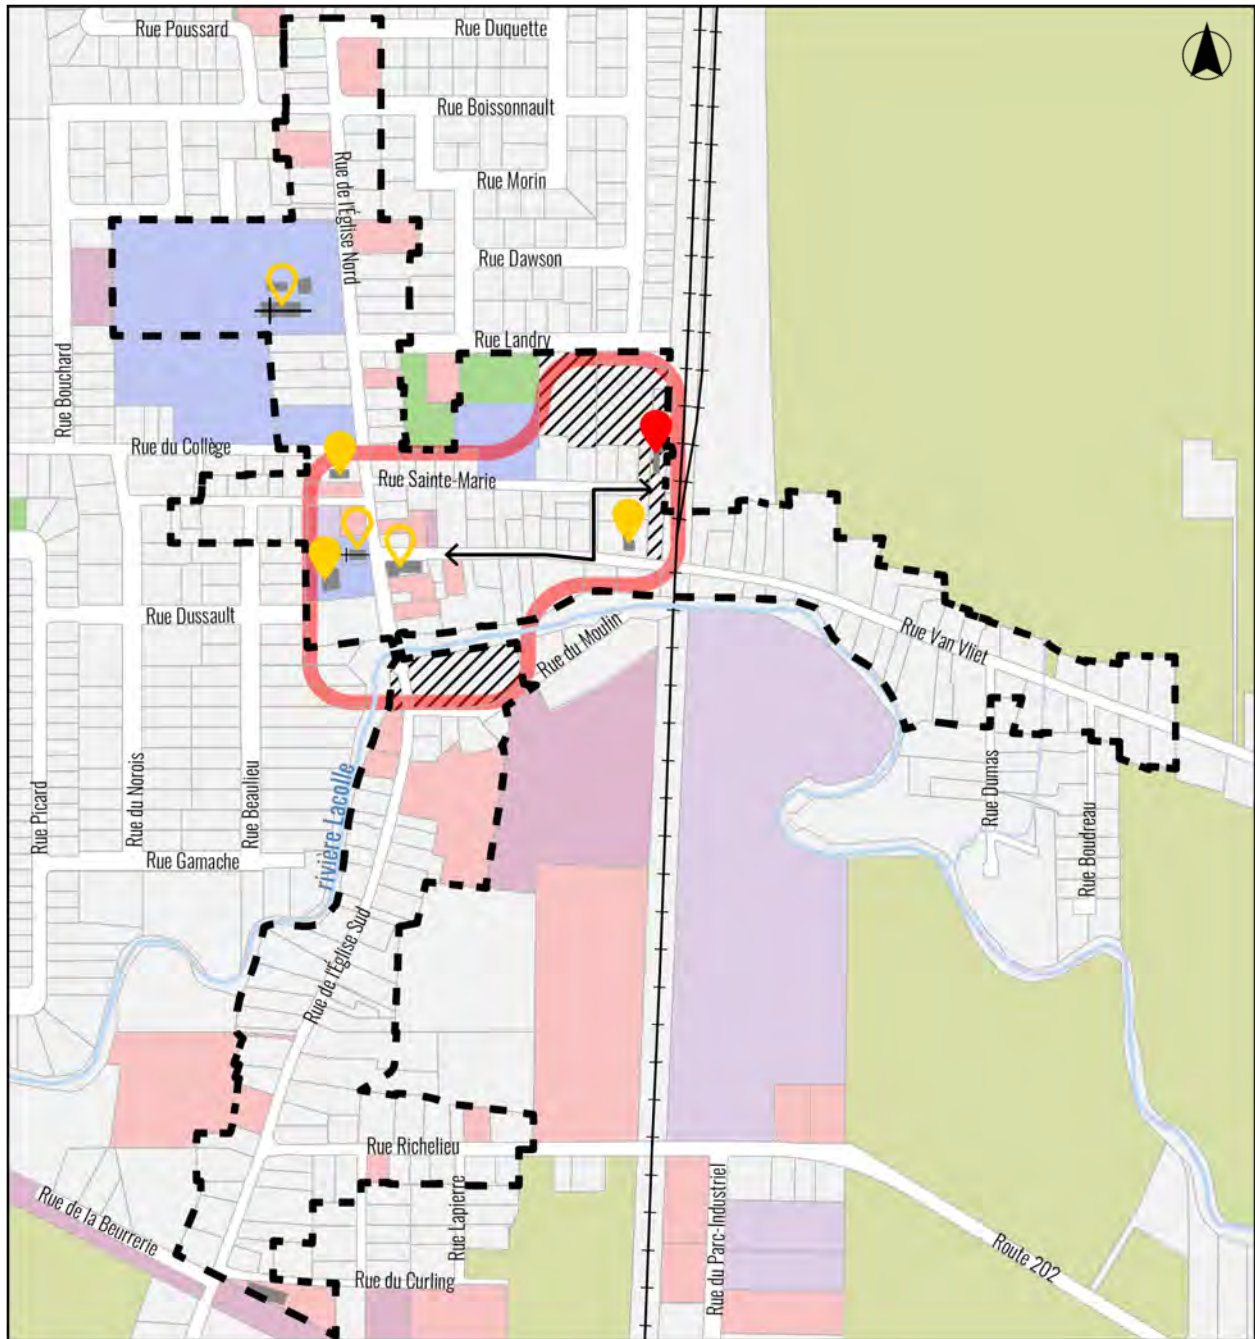 Rue Poussard
Rue Duquette
Rue Boissonnault
Rue de l'Église Nord
Rue Morin
Rue Dawson
Rue Landry
Rue Bouchard
Rue du Collège
Rue Sainte-Marie
Rue Dussault
Rue du Moulin
Rue Van Vliet
Rue Picard
Rue du Norois
Rue Beaulieu
rivière Lacolle
Rue Dumas
Rue Boudreau
Rue Gamache
Rue de l'Église Sud
Rue Richelieu
Rue de la Beurrerie
Rue Lapierre
Rue du Parc-Industriel
Route 202
Rue du Curling